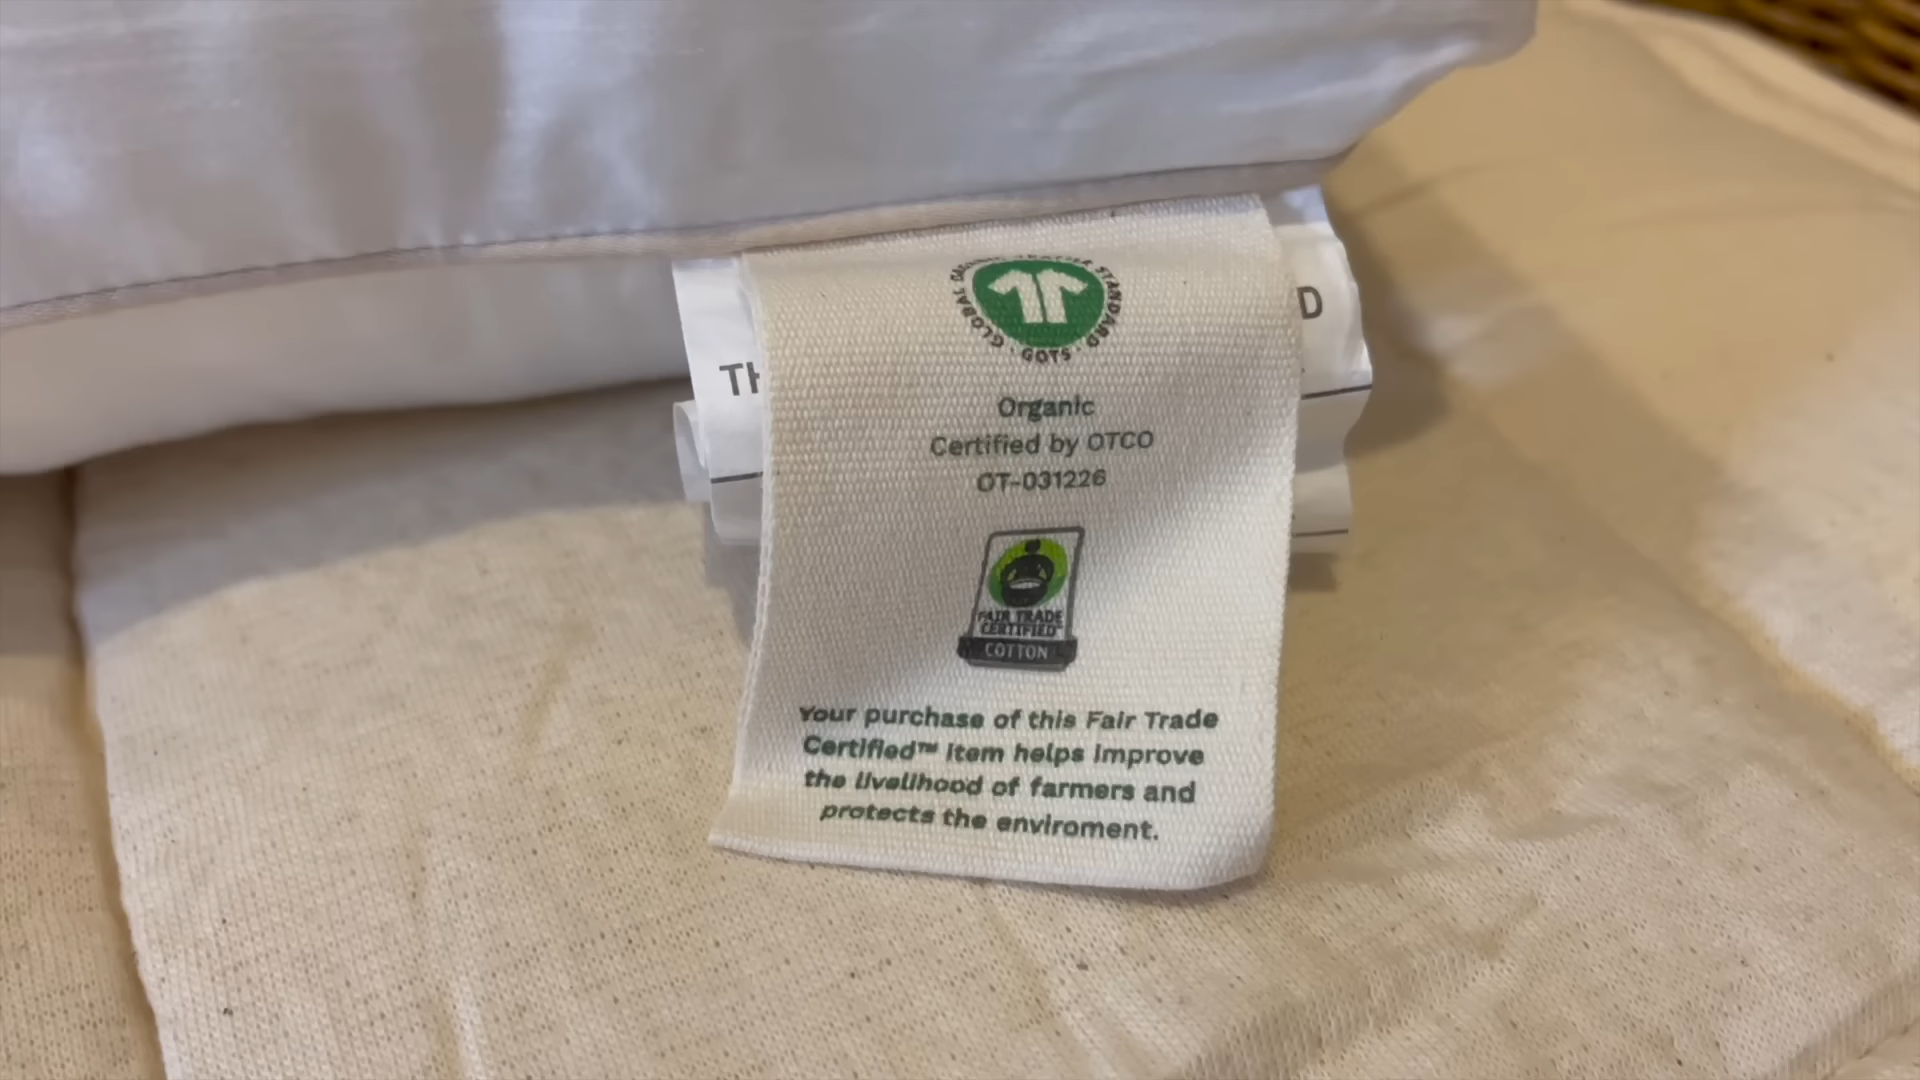 GLOBAL ORGANIC TEXTILE STANDARD · GOTS ·
Organic
Certified by OTCO
OT-031226
FAIR TRADE
CERTIFIED
COTTON
Your purchase of this Fair Trade
Certified™ item helps improve
the livelihood of farmers and
protects the enviroment.